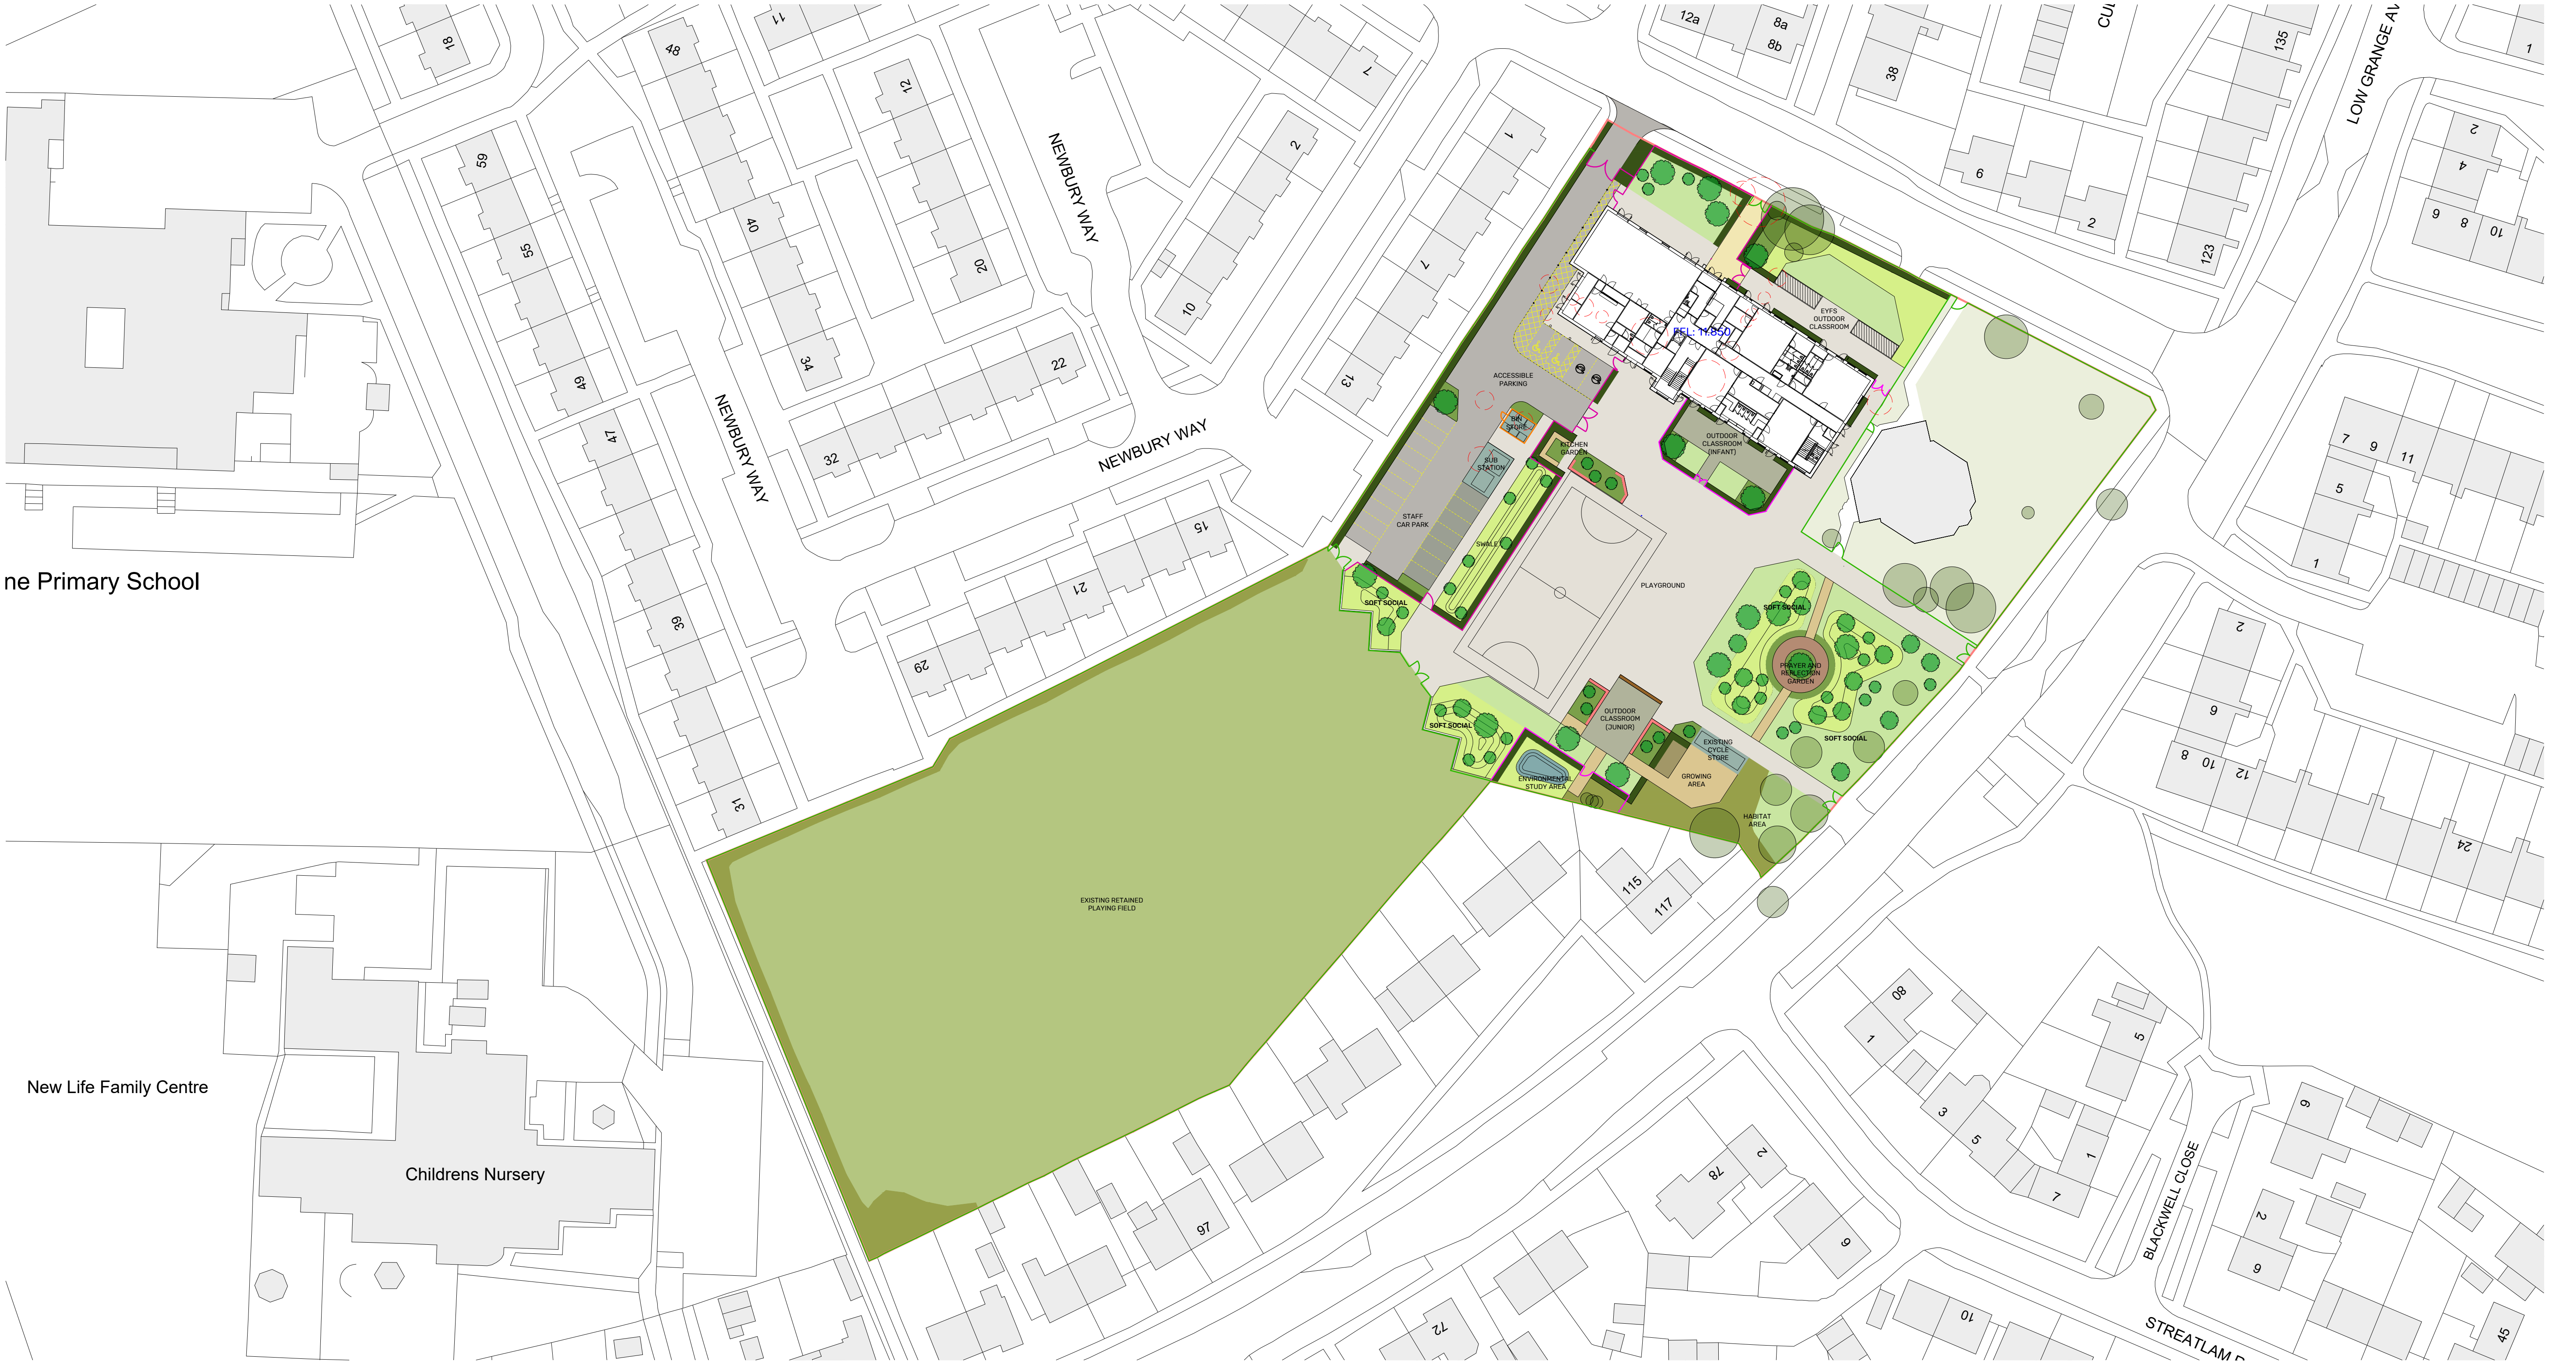 18
48
11
12
7
2
1
12a
8a
8b
38
135
1
59
55
49
47
39
31
40
34
20
10
7
13
NEWBURY WAY
NEWBURY WAY
NEWBURY WAY
32
22
29
21
15
6
2
123
2
4
6
8
10
7
9
11
5
1
LOW GRANGE AV
ne Primary School
New Life Family Centre
Childrens Nursery
EYFS
OUTDOOR
CLASSROOM
FFL: 11.850
ACCESSIBLE
PARKING
BIN
STORE
KITCHEN
GARDEN
SUB
STATION
OUTDOOR
CLASSROOM
(INFANT)
STAFF
CAR PARK
SWALE
PLAYGROUND
SOFT SOCIAL
SOFT SOCIAL
PRAYER AND
REFLECTION
GARDEN
SOFT SOCIAL
OUTDOOR
CLASSROOM
(JUNIOR)
SOFT SOCIAL
EXISTING
CYCLE
STORE
ENVIRONMENTAL
STUDY AREA
GROWING
AREA
HABITAT
AREA
EXISTING RETAINED
PLAYING FIELD
2
6
8
10
12
24
115
117
97
80
1
3
5
7
1
5
2
78
6
72
10
9
2
6
45
BLACKWELL CLOSE
STREATLAM